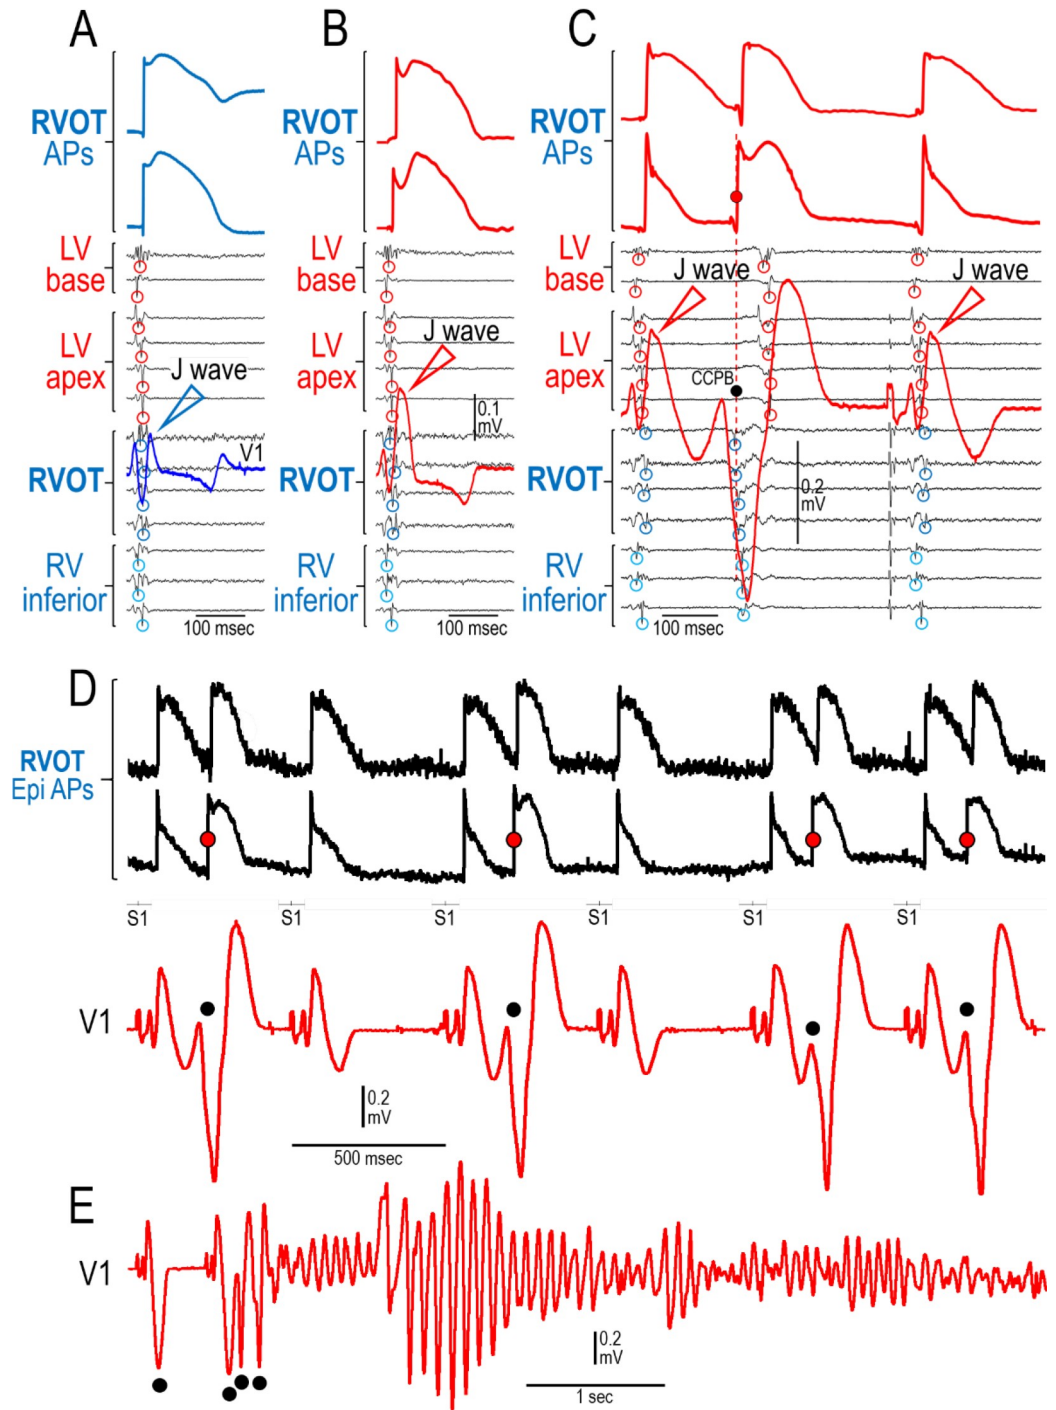 A
B
C
RVOT
APs
RVOT
APs
RVOT
APs
LV
base
LV
base
LV
base
J wave
J wave
LV
apex
LV
apex
J wave
LV
apex
J wave
CCPB
0.1
mV
V1
RVOT
RVOT
RVOT
0.2
mV
RV
inferior
RV
inferior
RV
inferior
100 msec
100 msec
100 msec
D
RVOT
Epi APs
S1
S1
S1
S1
S1
S1
V1
0.2
mV
500 msec
E
V1
0.2
mV
1 sec